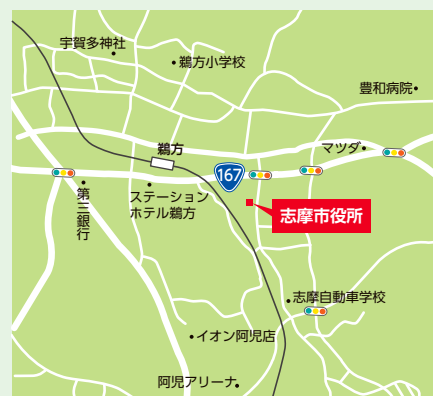 宇賀多神社
鵜方小学校
豊和病院
鵜方
マツダ
167
第三銀行
ステーション
ホテル鵜方
志摩市役所
志摩自動車学校
イオン阿児店
阿児アリーナ